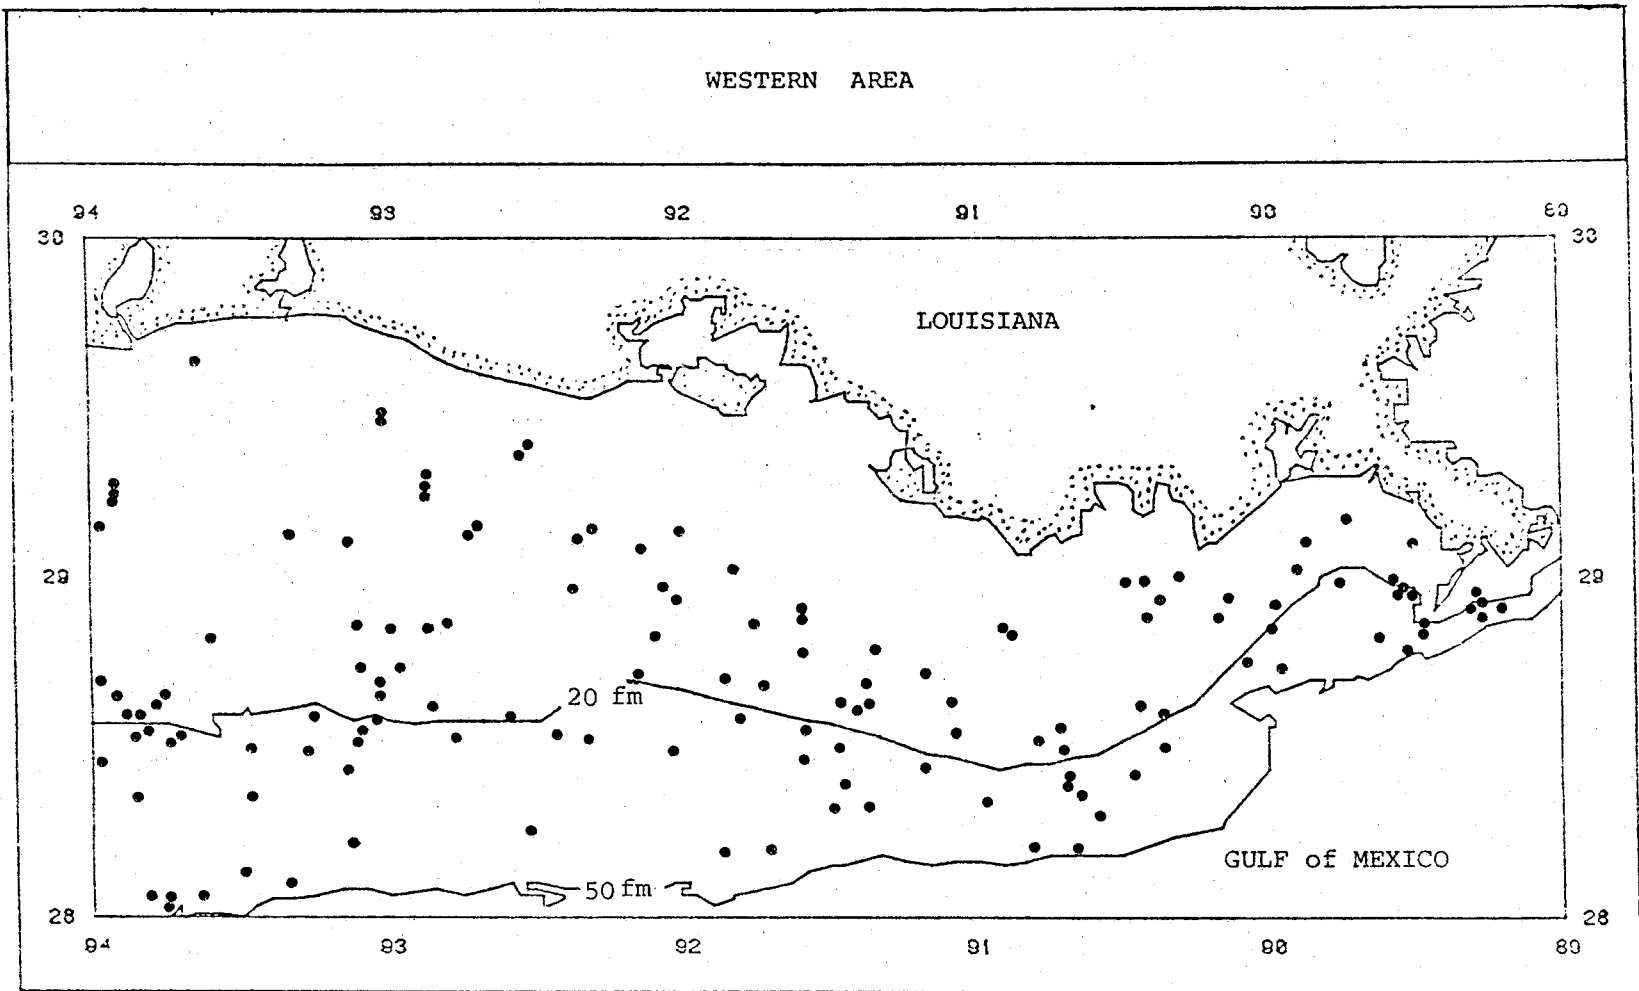 WESTERN AREA
94 93 92 91 90 89
30 30
LOUISIANA
29 29
20 fm
GULF of MEXICO
50 fm
28 28
94 93 92 91 90 89